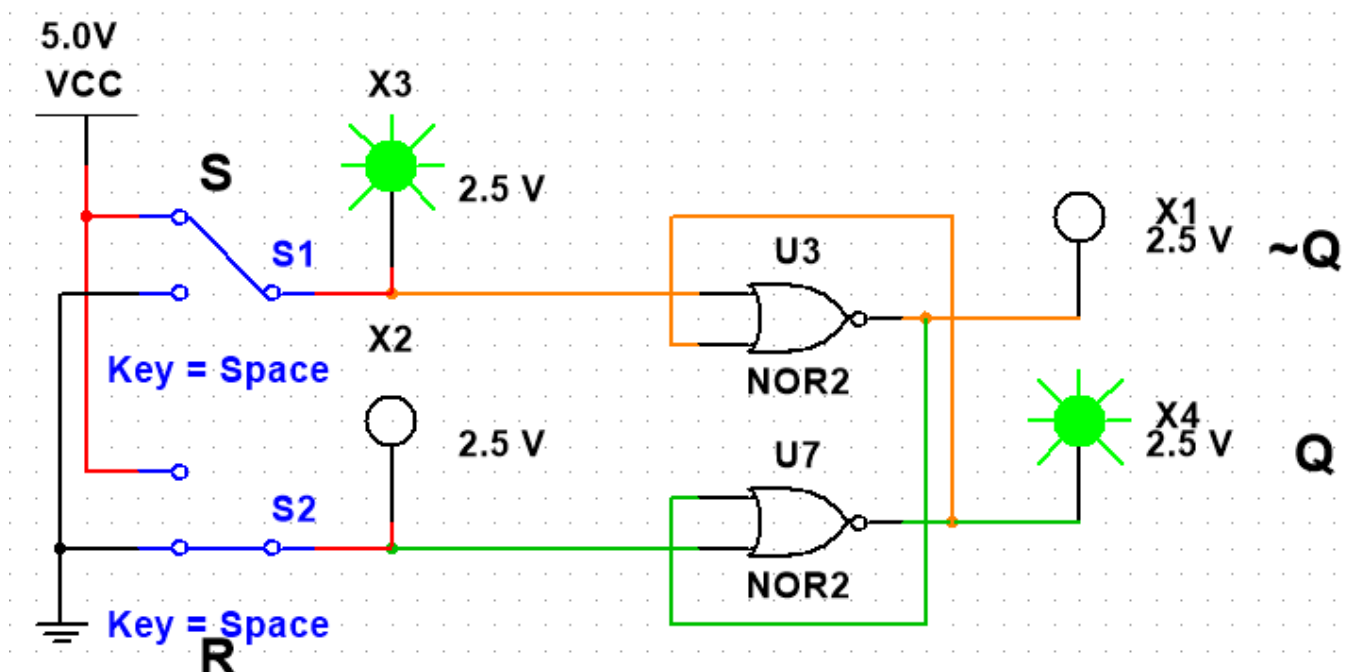 5.0V
VCC
X3
S
2.5 V
S1
X1
2.5 V
~Q
U3
X2
Key = Space
NOR2
2.5 V
X4
2.5 V
Q
U7
S2
NOR2
Key = Space
R